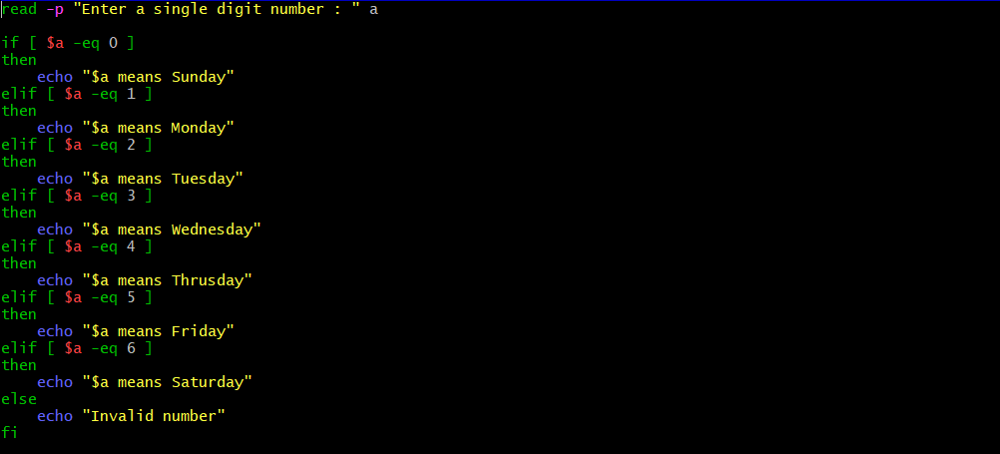 read -p "Enter a single digit number : " a
if [ $a -eq 0 ]
then
    echo "$a means Sunday"
elif [ $a -eq 1 ]
then
    echo "$a means Monday"
elif [ $a -eq 2 ]
then
    echo "$a means Tuesday"
elif [ $a -eq 3 ]
then
    echo "$a means Wednesday"
elif [ $a -eq 4 ]
then
    echo "$a means Thrusday"
elif [ $a -eq 5 ]
then
    echo "$a means Friday"
elif [ $a -eq 6 ]
then
    echo "$a means Saturday"
else
    echo "Invalid number"
fi